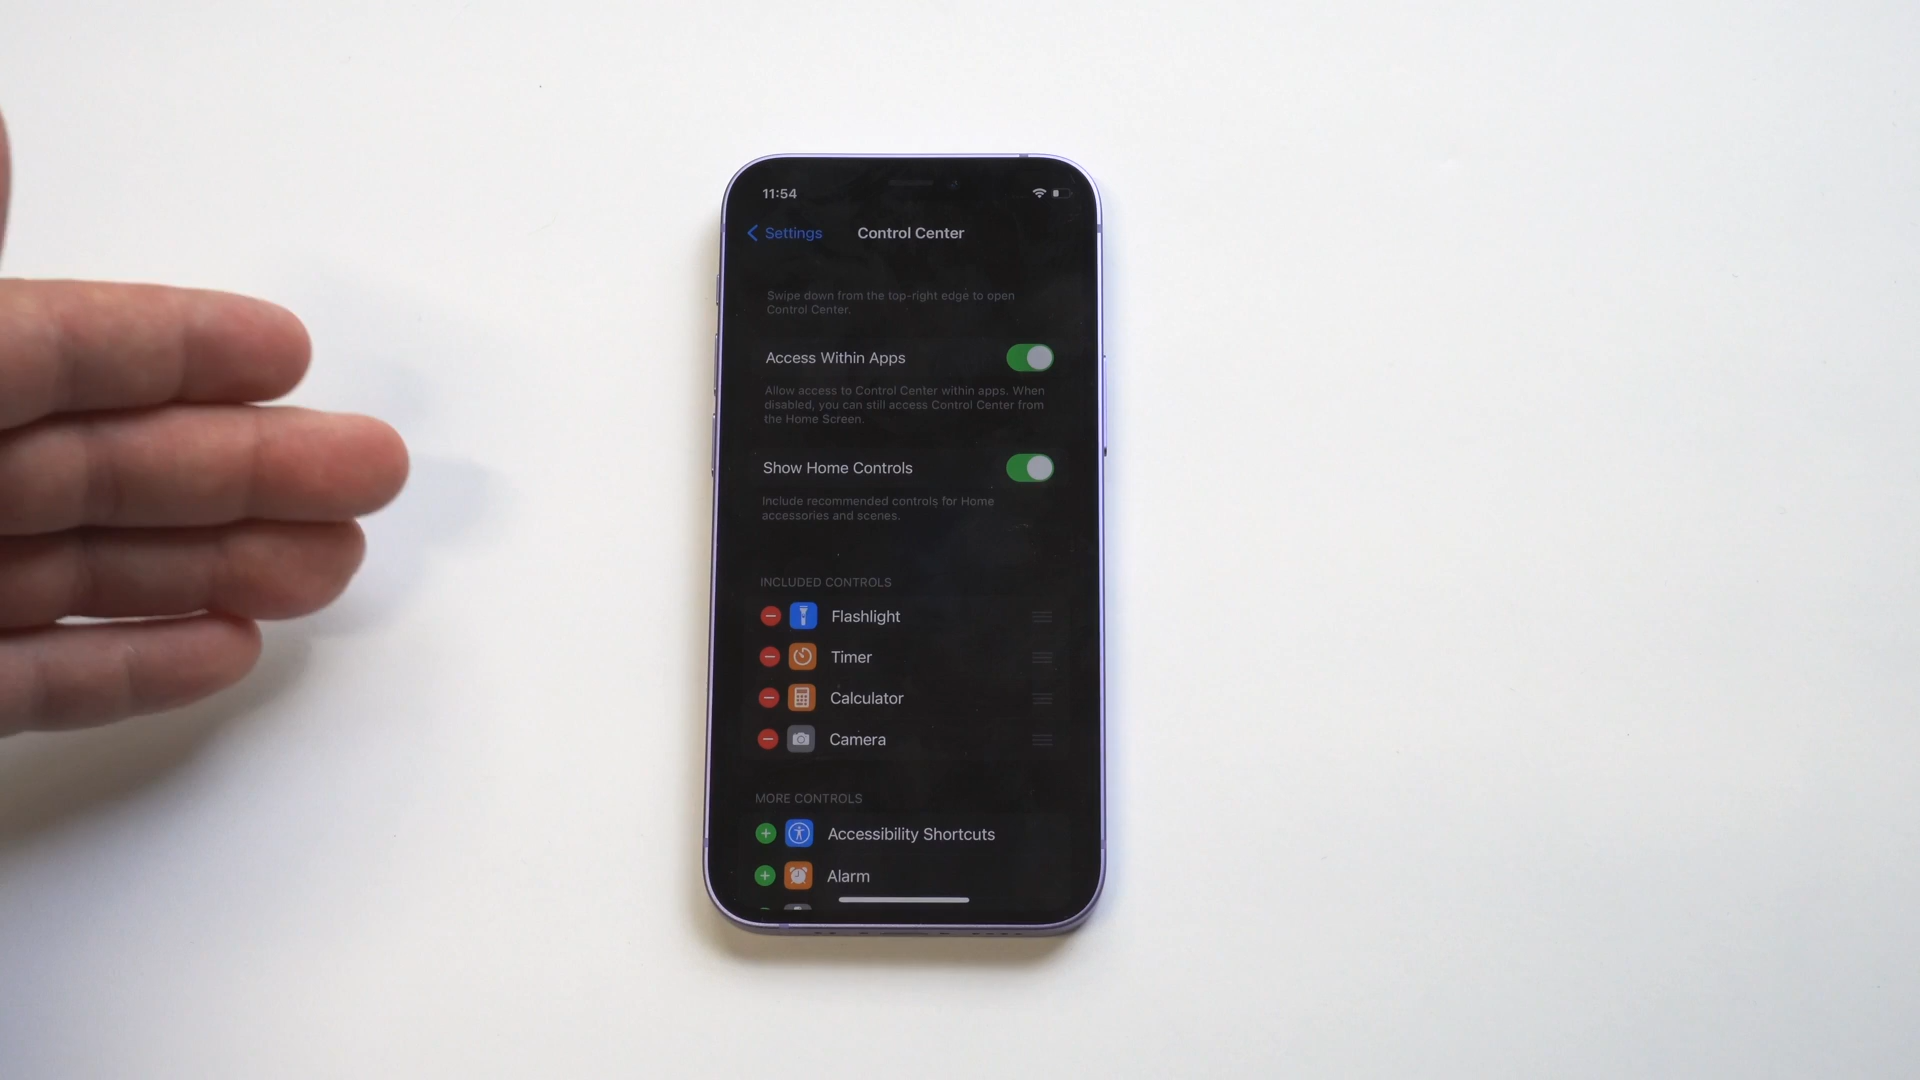 11:54
Settings
Control Center
Swipe down from the top-right edge to open
Control Center.
Access Within Apps
Allow access to Control Center within apps. When
disabled, you can still access Control Center from
the Home Screen.
Show Home Controls
Include recommended controls for Home
accessories and scenes.
INCLUDED CONTROLS
Flashlight
Timer
Calculator
Camera
MORE CONTROLS
Accessibility Shortcuts
Alarm